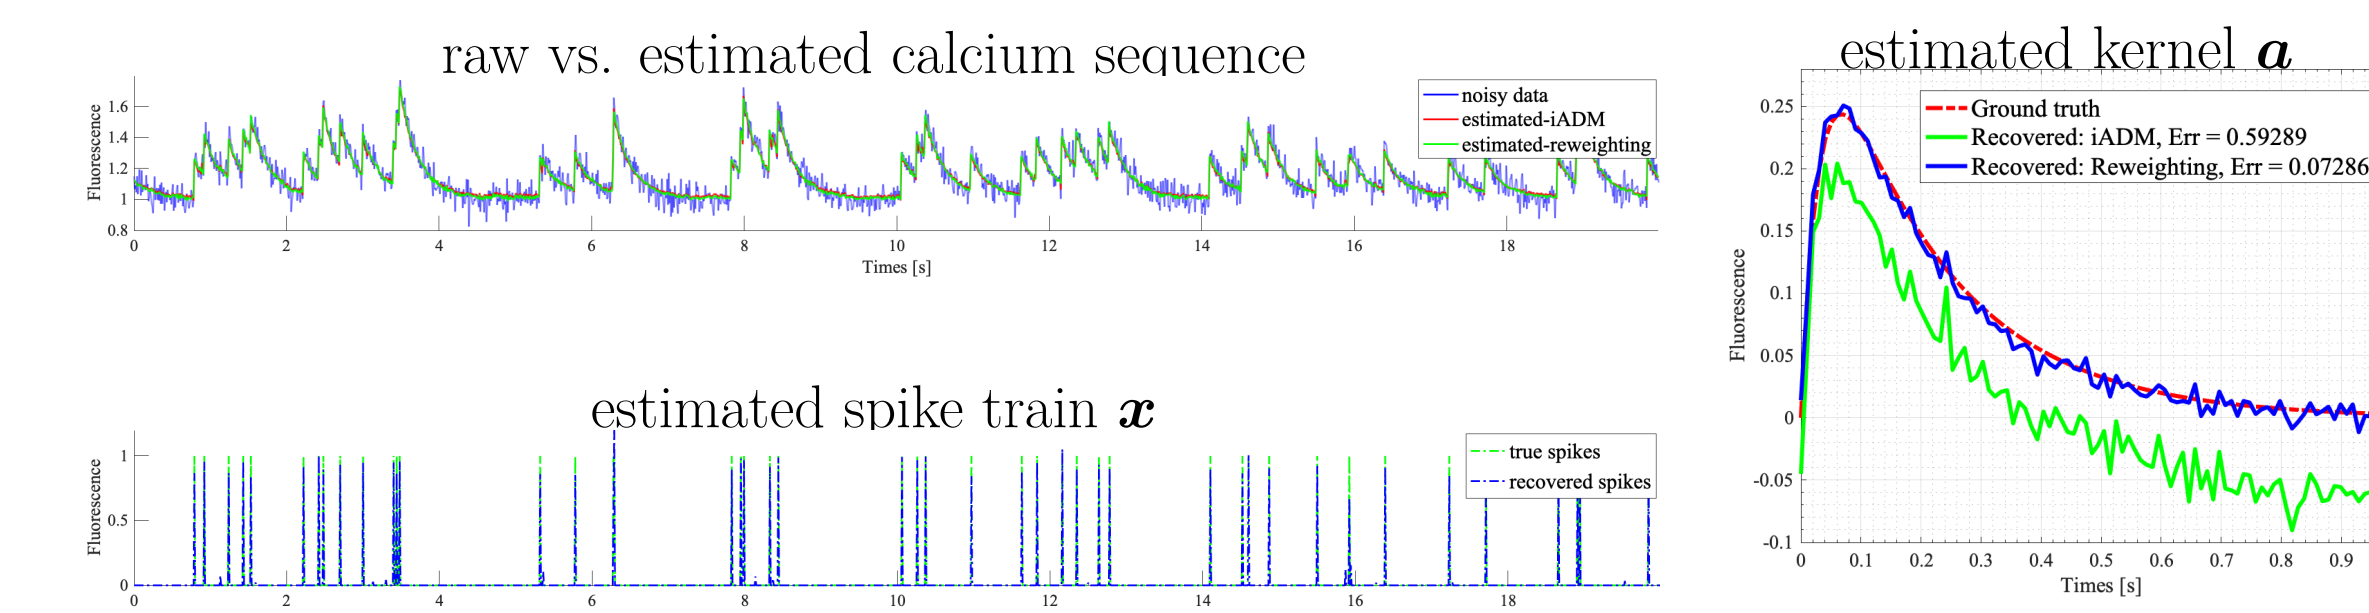 raw vs. estimated calcium sequence
Fluorescence
1.6
1.4
1.2
1
0.8
noisy data
estimated-iADM
estimated-reweighting
0 2 4 6 8 10 12 14 16 18
Times [s]
estimated spike train x
Fluorescence
1
0.5
0
true spikes
recovered spikes
0 2 4 6 8 10 12 14 16 18
estimated kernel a
Fluorescence
0.25
0.2
0.15
0.1
0.05
0
-0.05
-0.1
Ground truth
Recovered: iADM, Err = 0.59289
Recovered: Reweighting, Err = 0.07286
0 0.1 0.2 0.3 0.4 0.5 0.6 0.7 0.8 0.9
Times [s]